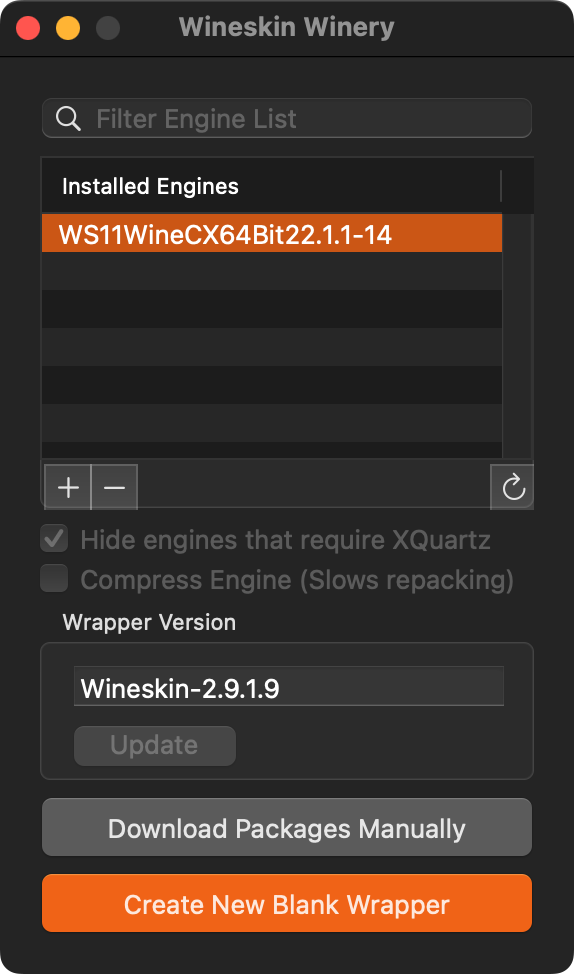 Wineskin Winery
Filter Engine List
Installed Engines
WS11WineCX64Bit22.1.1-14
Hide engines that require XQuartz
Compress Engine (Slows repacking)
Wrapper Version
Wineskin-2.9.1.9
Update
Download Packages Manually
Create New Blank Wrapper